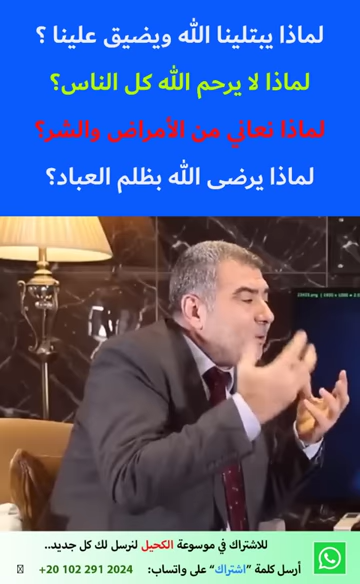 لماذا يبتلينا الله ويضيق علينا ؟
لماذا لا يرحم الله كل الناس؟
لماذا نعاني من الأمراض والشر؟
لماذا يرضى الله بظلم العباد؟
للاشتراك في موسوعة الكحيل لنرسل لك كل جديد..
أرسل كلمة "اشتراك" على واتساب: +20 102 291 2024